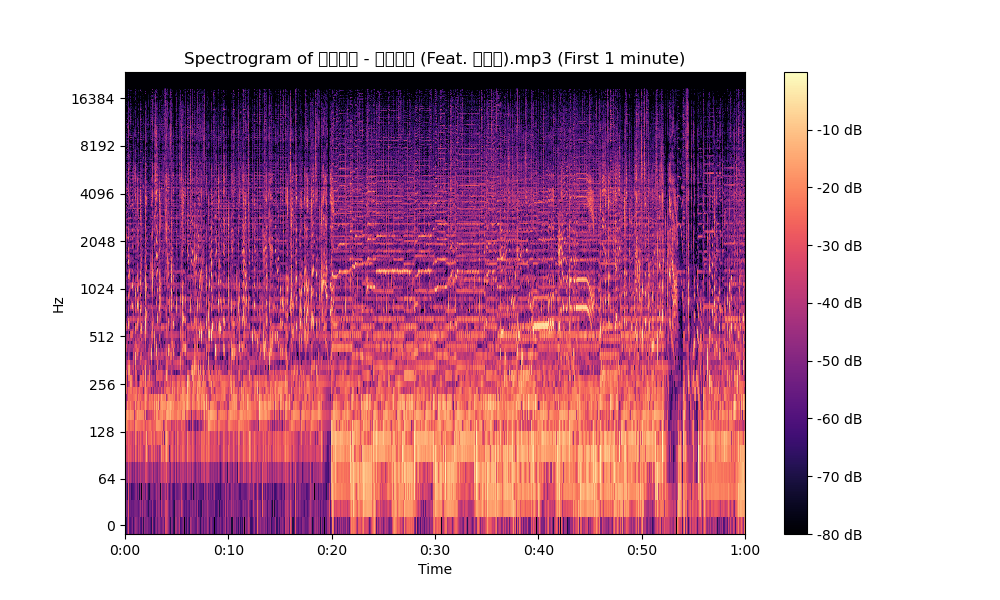 Spectrogram of □□□□ - □□□□ (Feat. □□□).mp3 (First 1 minute)
16384
8192
4096
2048
1024
512
256
128
64
0
Hz
0:00 0:10 0:20 0:30 0:40 0:50 1:00
Time
-10 dB
-20 dB
-30 dB
-40 dB
-50 dB
-60 dB
-70 dB
-80 dB